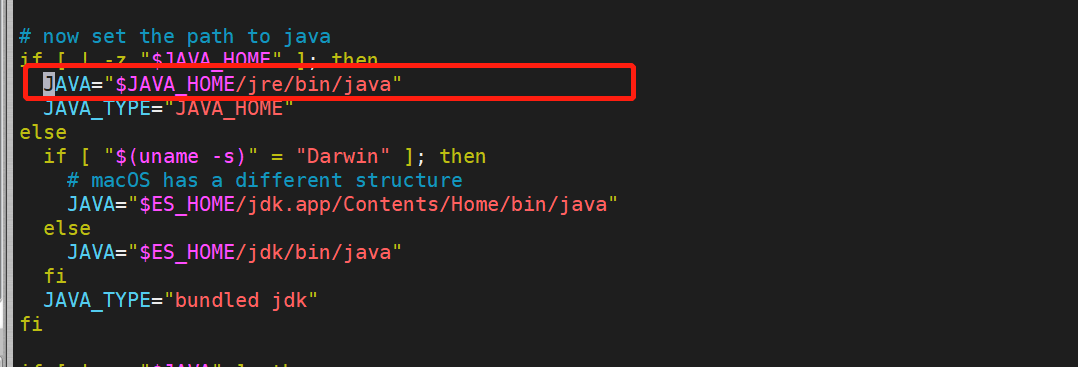 # now set the path to java
if [ ! -z "$JAVA_HOME" ]; then
  JAVA="$JAVA_HOME/jre/bin/java"
  JAVA_TYPE="JAVA_HOME"
else
  if [ "$(uname -s)" = "Darwin" ]; then
    # macOS has a different structure
    JAVA="$ES_HOME/jdk.app/Contents/Home/bin/java"
  else
    JAVA="$ES_HOME/jdk/bin/java"
  fi
  JAVA_TYPE="bundled jdk"
fi